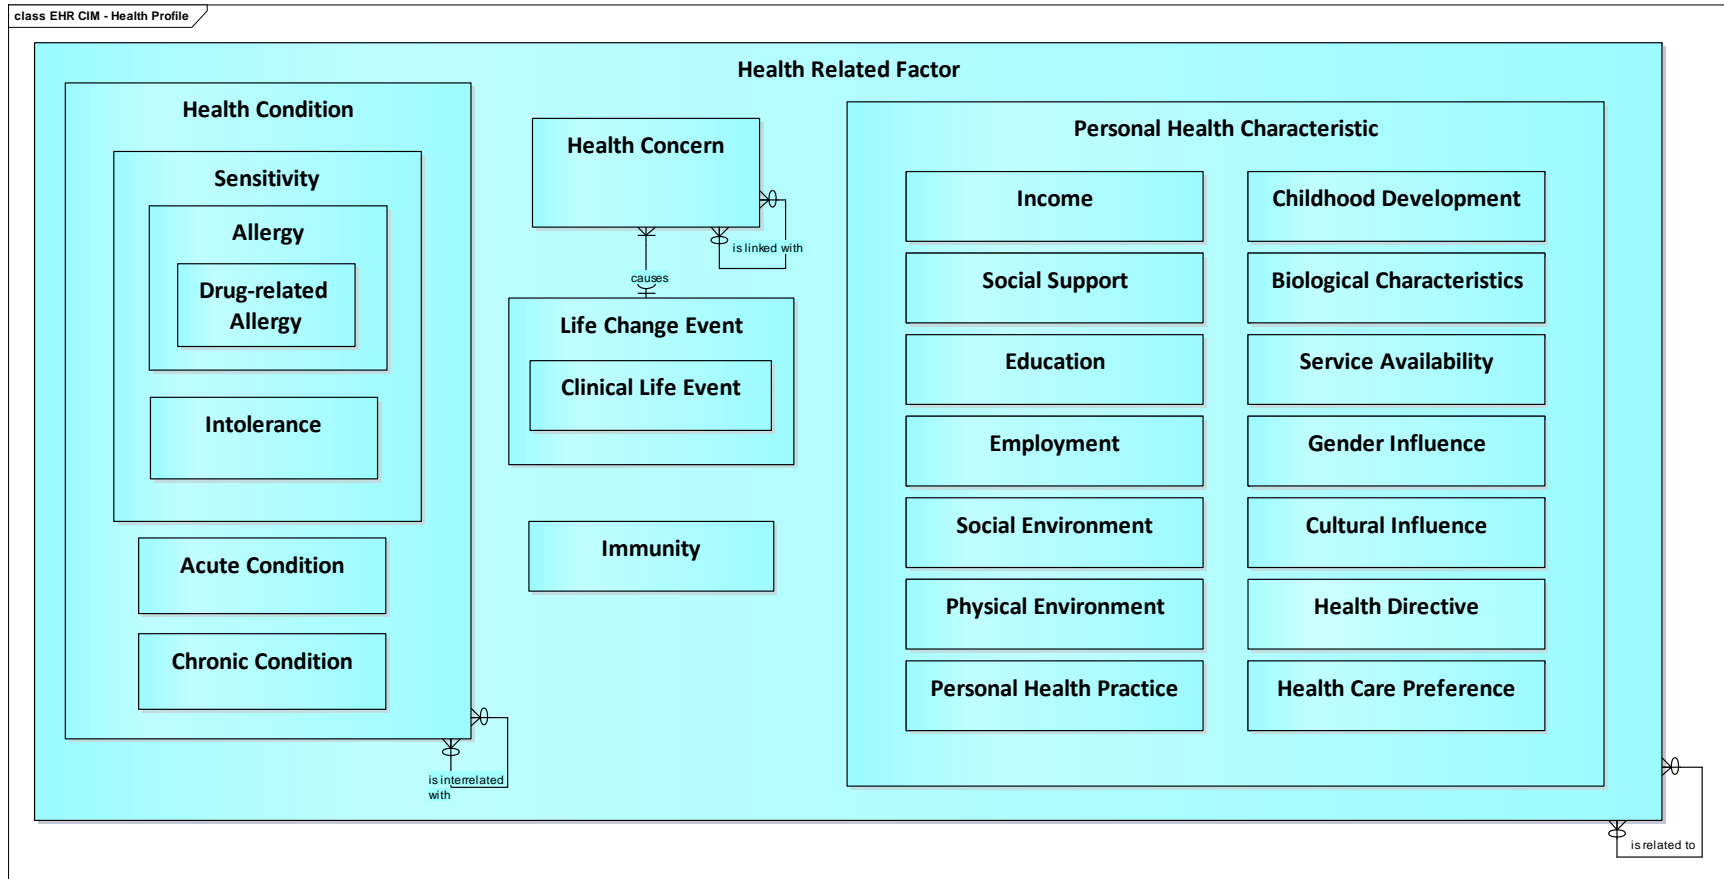 class EHR CIM - Health Profile
Health Related Factor
Health Condition
Sensitivity
Allergy
Drug-related
Allergy
Intolerance
Acute Condition
Chronic Condition
is interrelated
with
Health Concern
is linked with
causes
Life Change Event
Clinical Life Event
Immunity
Personal Health Characteristic
Income
Childhood Development
Social Support
Biological Characteristics
Education
Service Availability
Employment
Gender Influence
Social Environment
Cultural Influence
Physical Environment
Health Directive
Personal Health Practice
Health Care Preference
is related to